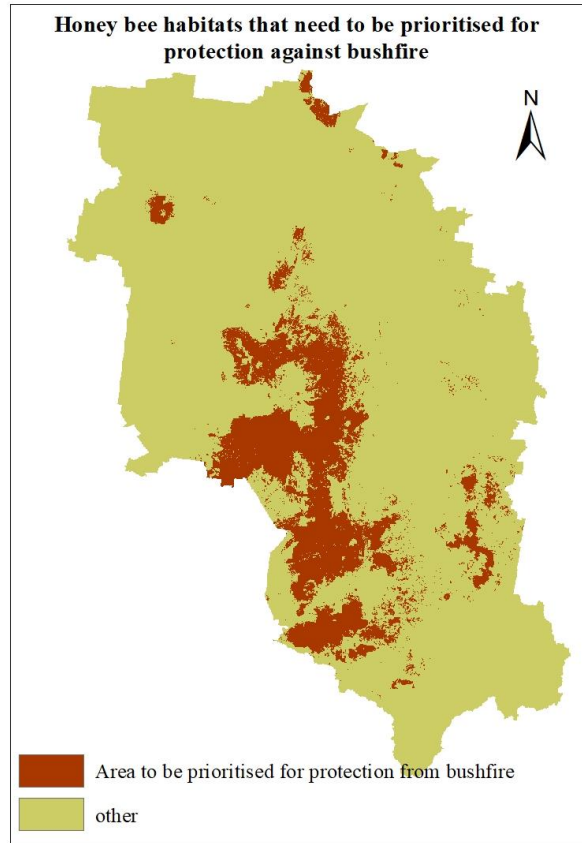 Honey bee habitats that need to be prioritised for
protection against bushfire
N
Area to be prioritised for protection from bushfire
other